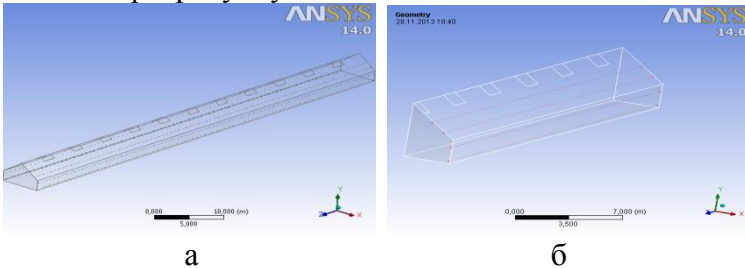 ANSYS
14.0
0,000
10,000 (m)
5,000
Y
Z
X
а
Geometry
28.11.2013 18:40
ANSYS
14.0
0,000
7,000 (m)
3,500
Y
Z
X
б